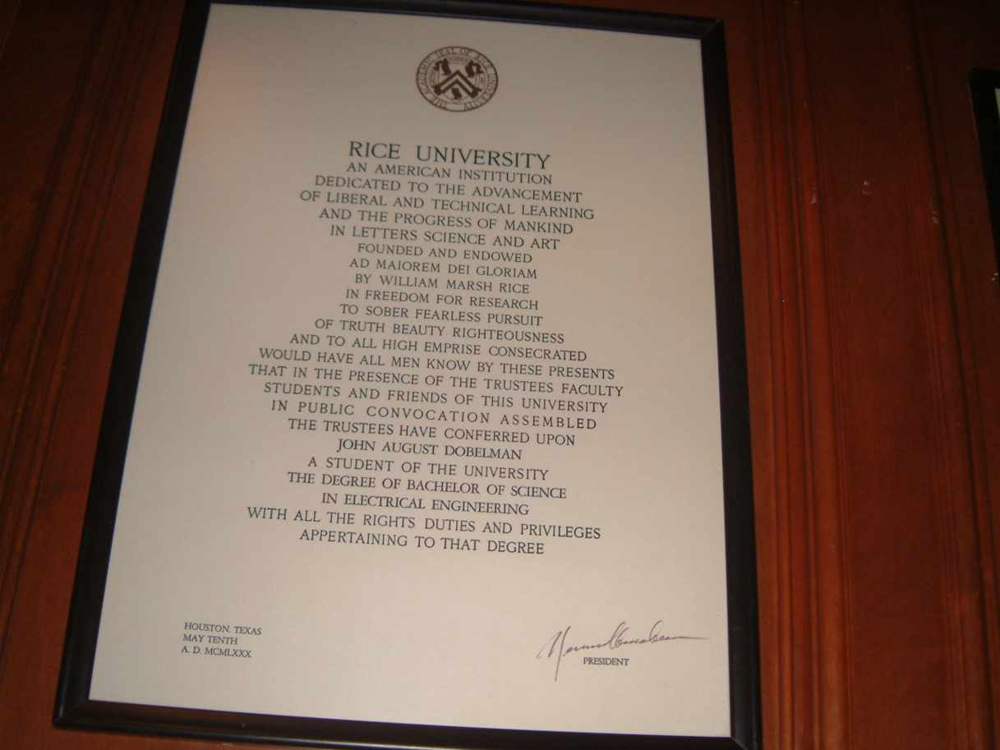 THE ACADEMIC SEAL OF RICE UNIVERSITY
RICE UNIVERSITY
AN AMERICAN INSTITUTION
DEDICATED TO THE ADVANCEMENT
OF LIBERAL AND TECHNICAL LEARNING
AND THE PROGRESS OF MANKIND
IN LETTERS SCIENCE AND ART
FOUNDED AND ENDOWED
AD MAIOREM DEI GLORIAM
BY WILLIAM MARSH RICE
IN FREEDOM FOR RESEARCH
TO SOBER FEARLESS PURSUIT
OF TRUTH BEAUTY RIGHTEOUSNESS
AND TO ALL HIGH EMPRISE CONSECRATED
WOULD HAVE ALL MEN KNOW BY THESE PRESENTS
THAT IN THE PRESENCE OF THE TRUSTEES FACULTY
STUDENTS AND FRIENDS OF THIS UNIVERSITY
IN PUBLIC CONVOCATION ASSEMBLED
THE TRUSTEES HAVE CONFERRED UPON
JOHN AUGUST DOBELMAN
A STUDENT OF THE UNIVERSITY
THE DEGREE OF BACHELOR OF SCIENCE
IN ELECTRICAL ENGINEERING
WITH ALL THE RIGHTS DUTIES AND PRIVILEGES
APPERTAINING TO THAT DEGREE
HOUSTON, TEXAS
MAY TENTH
A. D. MCMLXXX
PRESIDENT